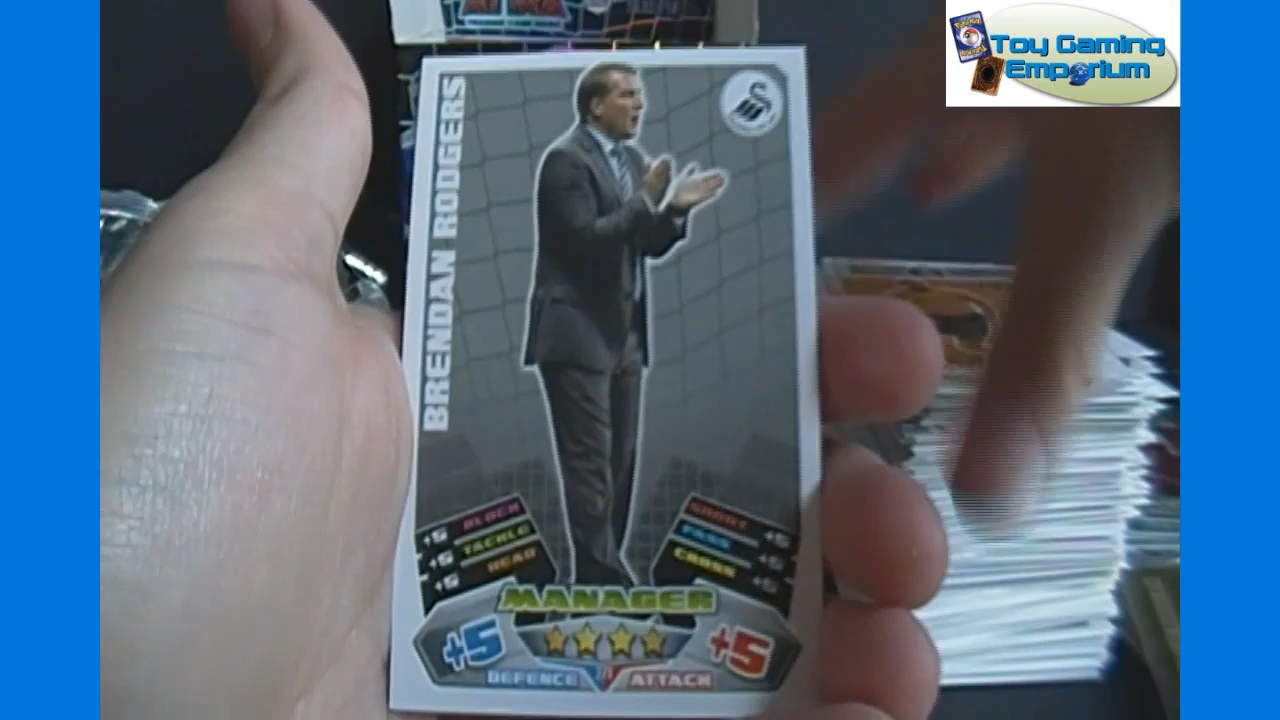 Toy Gaming
Emporium
BRENDAN RODGERS
+5 BLOCK
+5 TACKLE
+5 HEAD
SHOOT +5
PASS +5
CROSS +5
MANAGER
+5
+5
DEFENCE
ATTACK